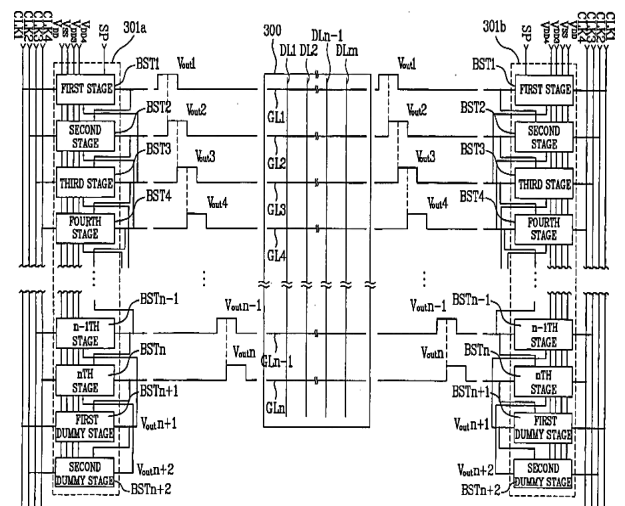 CLK1
CLK2
CLK3
CLK4
VDD
VSS
VDD3
VDD4
SP
301a
300
DL1
DL2
DLn-1
DLm
301b
SP
VDD4
VDD3
VSS
VDD
CLK4
CLK3
CLK2
CLK1
BST1
FIRST STAGE
Vout1
GL1
Vout1
BST1
FIRST STAGE
BST2
SECOND STAGE
Vout2
GL2
Vout2
BST2
SECOND STAGE
BST3
THIRD STAGE
Vout3
GL3
Vout3
BST3
THIRD STAGE
BST4
FOURTH STAGE
Vout4
GL4
Vout4
BST4
FOURTH STAGE
BSTn-1
n-1TH STAGE
Voutn-1
GLn-1
Voutn-1
BSTn-1
n-1TH STAGE
BSTn
nTH STAGE
Voutn
GLn
Voutn
BSTn
nTH STAGE
BSTn+1
FIRST DUMMY STAGE
Voutn+1
Voutn+1
BSTn+1
FIRST DUMMY STAGE
SECOND DUMMY STAGE
Voutn+2
BSTn+2
Voutn+2
SECOND DUMMY STAGE
BSTn+2